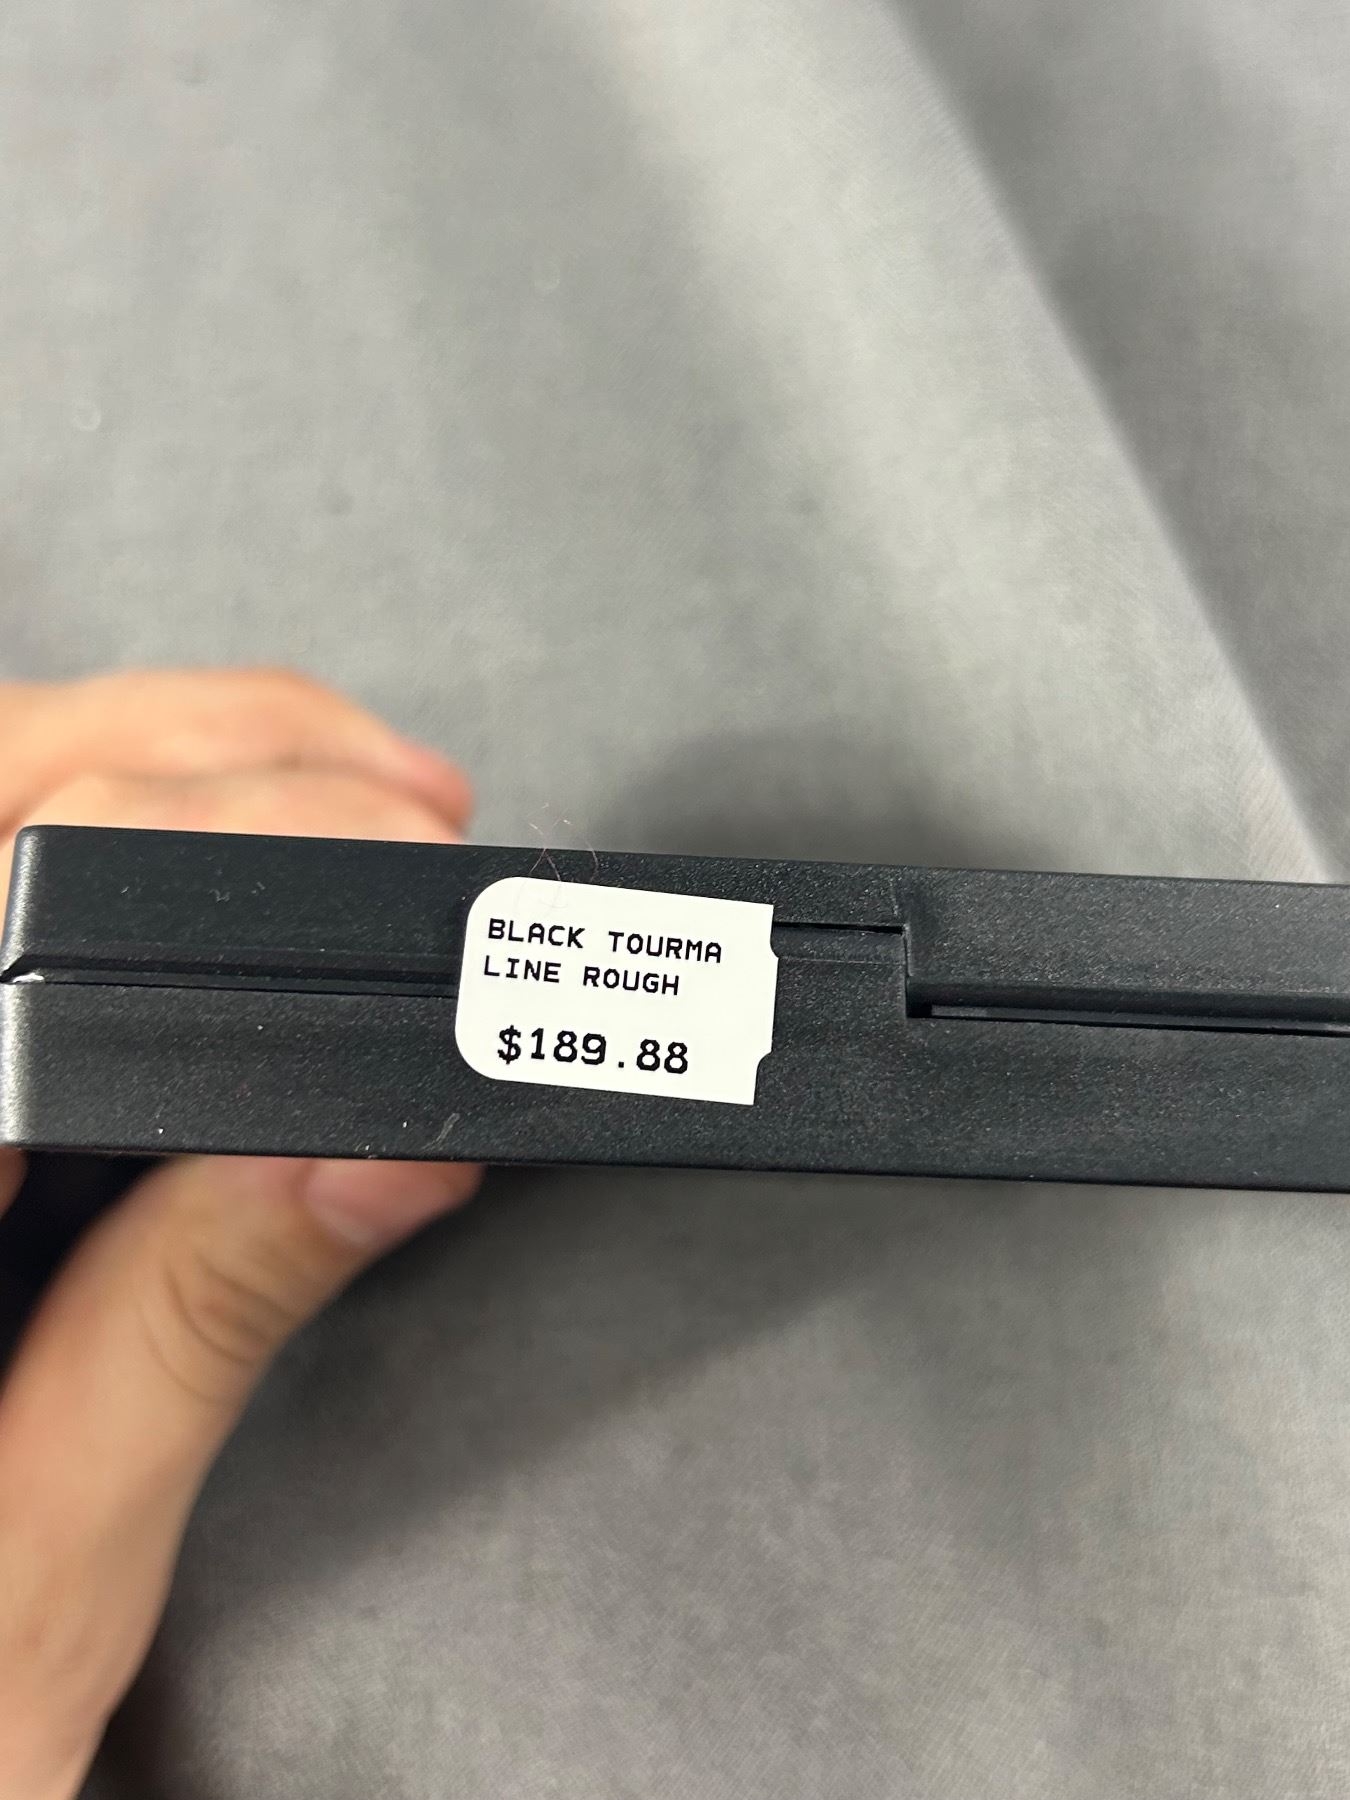 BLACK TOURMA
LINE ROUGH
$189.88